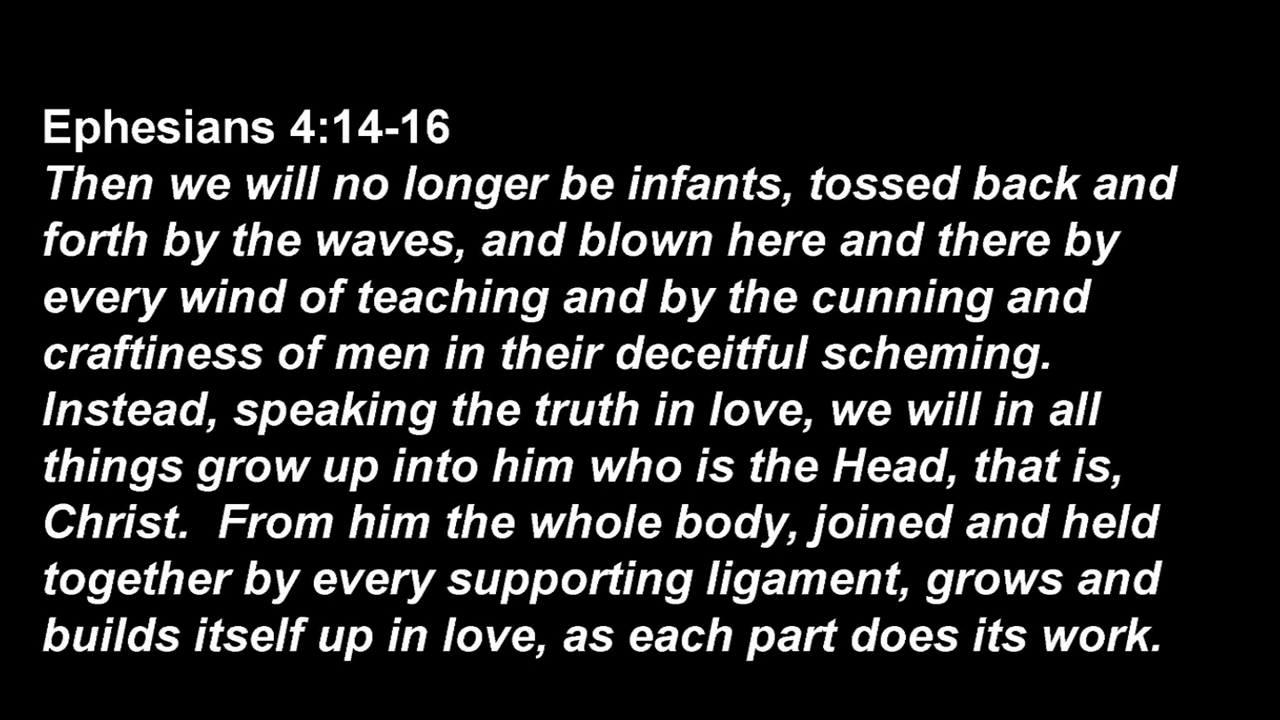 Ephesians 4:14-16
Then we will no longer be infants, tossed back and
forth by the waves, and blown here and there by
every wind of teaching and by the cunning and
craftiness of men in their deceitful scheming.
Instead, speaking the truth in love, we will in all
things grow up into him who is the Head, that is,
Christ.  From him the whole body, joined and held
together by every supporting ligament, grows and
builds itself up in love, as each part does its work.